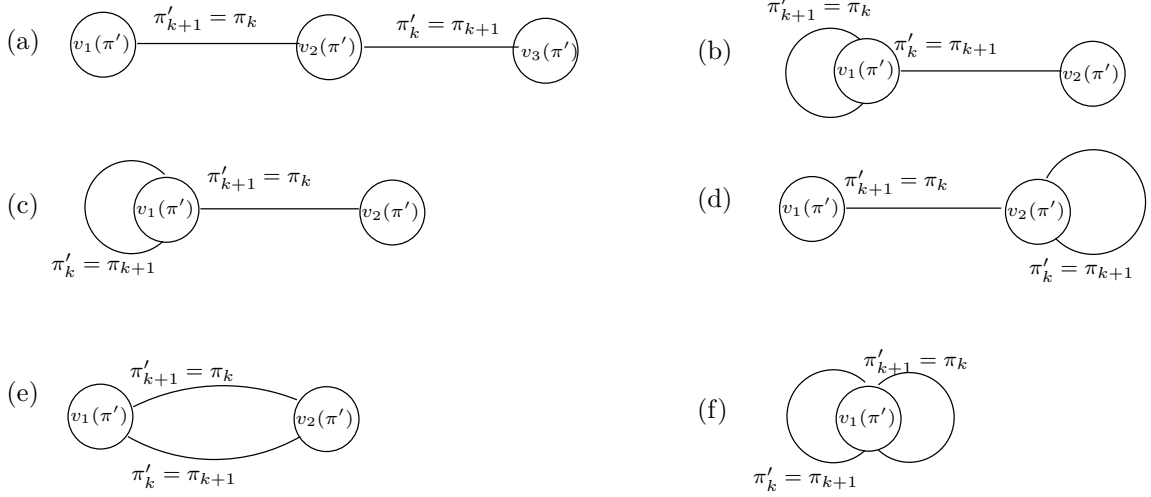 (a) v₁(π′) π′ₖ₊₁ = πₖ v₂(π′) π′ₖ = πₖ₊₁ v₃(π′)
(b) π′ₖ₊₁ = πₖ v₁(π′) π′ₖ = πₖ₊₁ v₂(π′)
(c) v₁(π′) π′ₖ₊₁ = πₖ v₂(π′)
π′ₖ = πₖ₊₁
(d) v₁(π′) π′ₖ₊₁ = πₖ v₂(π′)
π′ₖ = πₖ₊₁
(e) v₁(π′) π′ₖ₊₁ = πₖ v₂(π′)
π′ₖ = πₖ₊₁
(f) π′ₖ₊₁ = πₖ
v₁(π′)
π′ₖ = πₖ₊₁